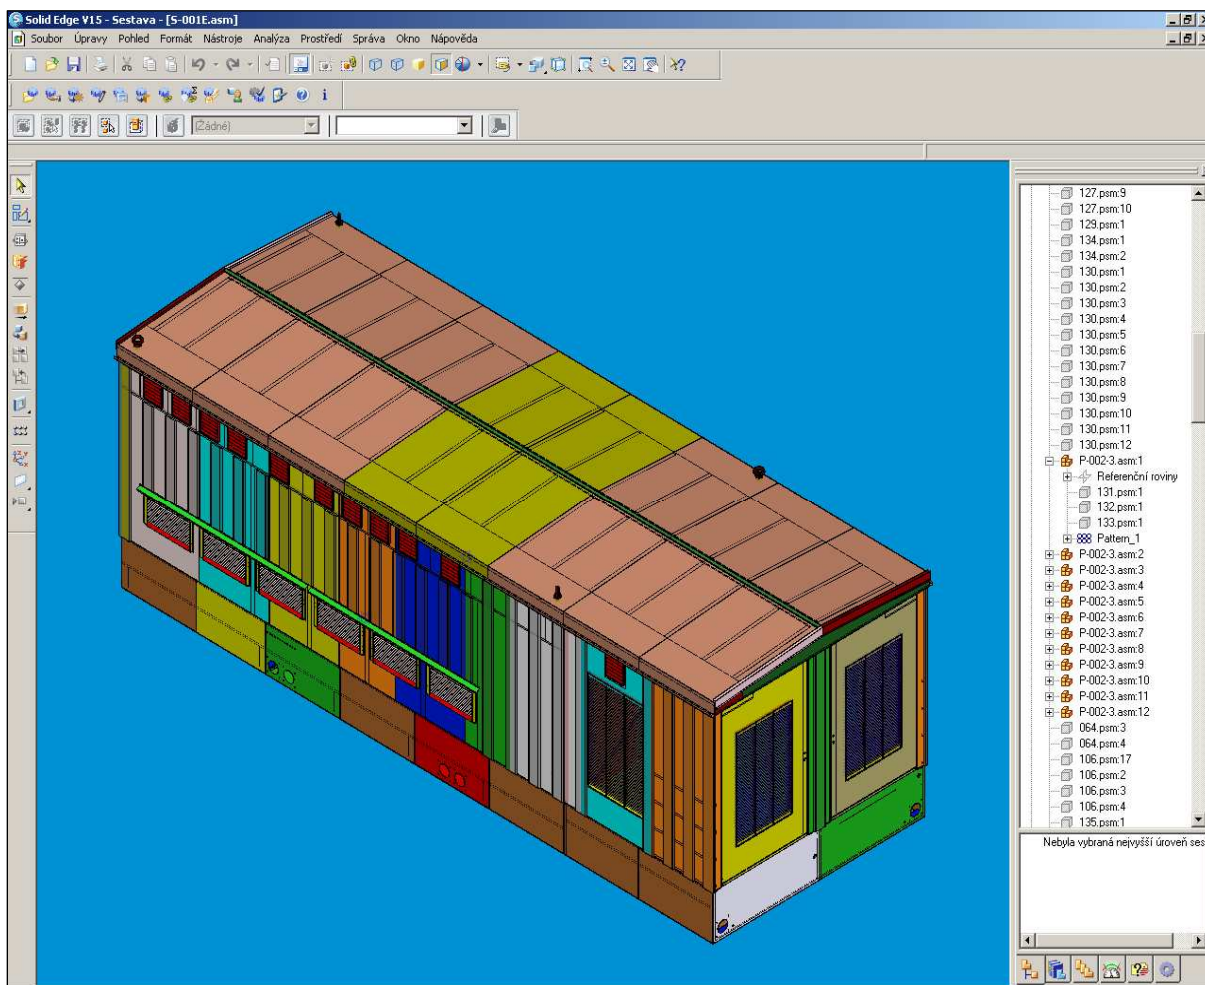 Solid Edge V15 - Sestava - [S-001E.asm]
Soubor Úpravy Pohled Formát Nástroje Analýza Prostředí Správa Okno Nápověda
(Žádné)
127.psm:9
127.psm:10
129.psm:1
134.psm:1
134.psm:2
130.psm:1
130.psm:2
130.psm:3
130.psm:4
130.psm:5
130.psm:6
130.psm:7
130.psm:8
130.psm:9
130.psm:10
130.psm:11
130.psm:12
P-002-3.asm:1
Referenční roviny
131.psm:1
132.psm:1
133.psm:1
Pattern_1
P-002-3.asm:2
P-002-3.asm:3
P-002-3.asm:4
P-002-3.asm:5
P-002-3.asm:6
P-002-3.asm:7
P-002-3.asm:8
P-002-3.asm:9
P-002-3.asm:10
P-002-3.asm:11
P-002-3.asm:12
064.psm:3
064.psm:4
106.psm:17
106.psm:2
106.psm:3
106.psm:4
135.psm:1
Nebyla vybraná nejvyšší úroveň ses